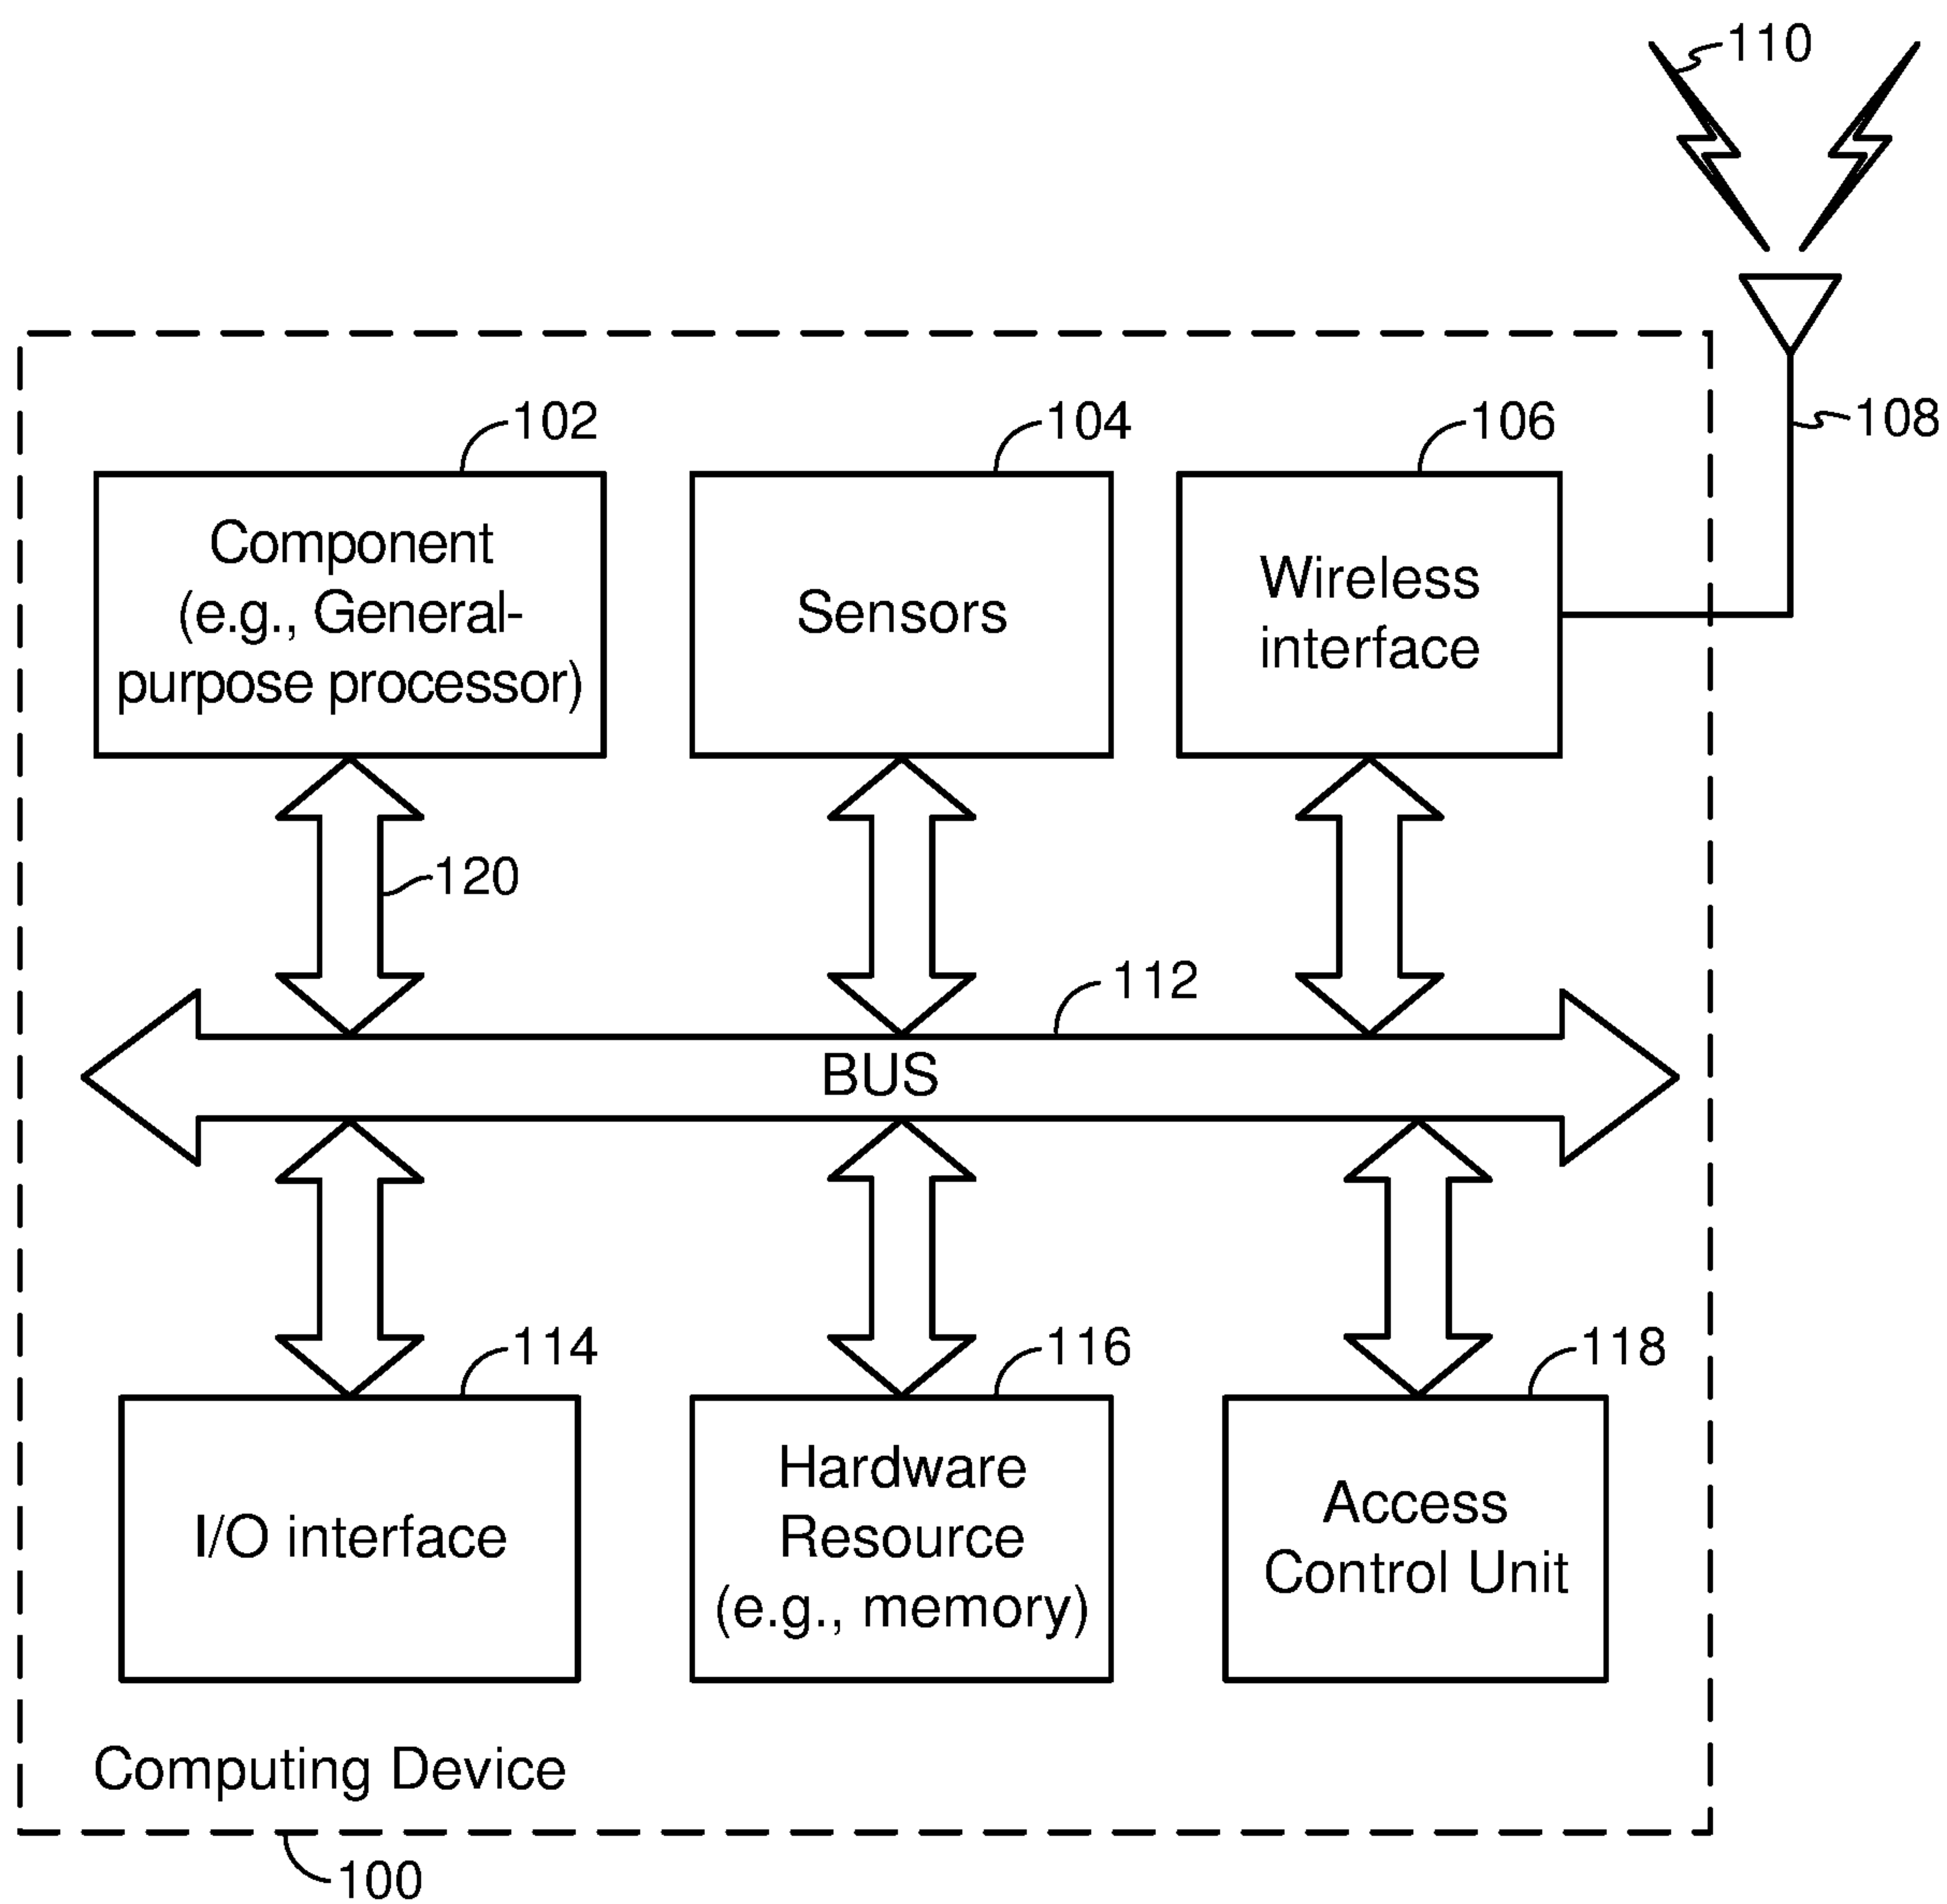 110
108
102
104
106
Component
(e.g., General-
purpose processor)
Sensors
Wireless
interface
120
112
BUS
114
116
118
I/O interface
Hardware
Resource
(e.g., memory)
Access
Control Unit
Computing Device
100